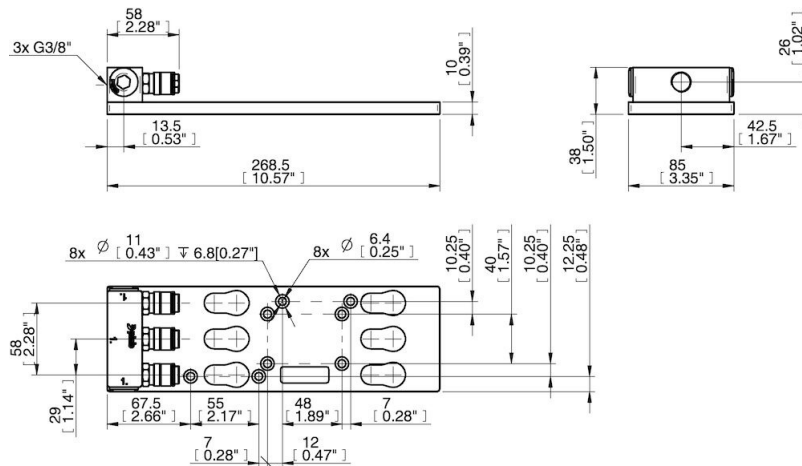 58
[ 2.28" ]
3x G3/8"
13.5
[ 0.53" ]
268.5
[ 10.57" ]
10
[ 0.39" ]
26
[ 1.02" ]
38
[ 1.50" ]
42.5
[ 1.67" ]
85
[ 3.35" ]
8x Ø 11 [ 0.43" ] ↧ 6.8[0.27"]
8x Ø 6.4 [ 0.25" ]
10.25
[ 0.40" ]
40
[ 1.57" ]
10.25
[ 0.40" ]
12.25
[ 0.48" ]
1.
1.
1.
58
[ 2.28" ]
29
[ 1.14" ]
67.5
[ 2.66" ]
55
[ 2.17" ]
48
[ 1.89" ]
7
[ 0.28" ]
7
[ 0.28" ]
12
[ 0.47" ]